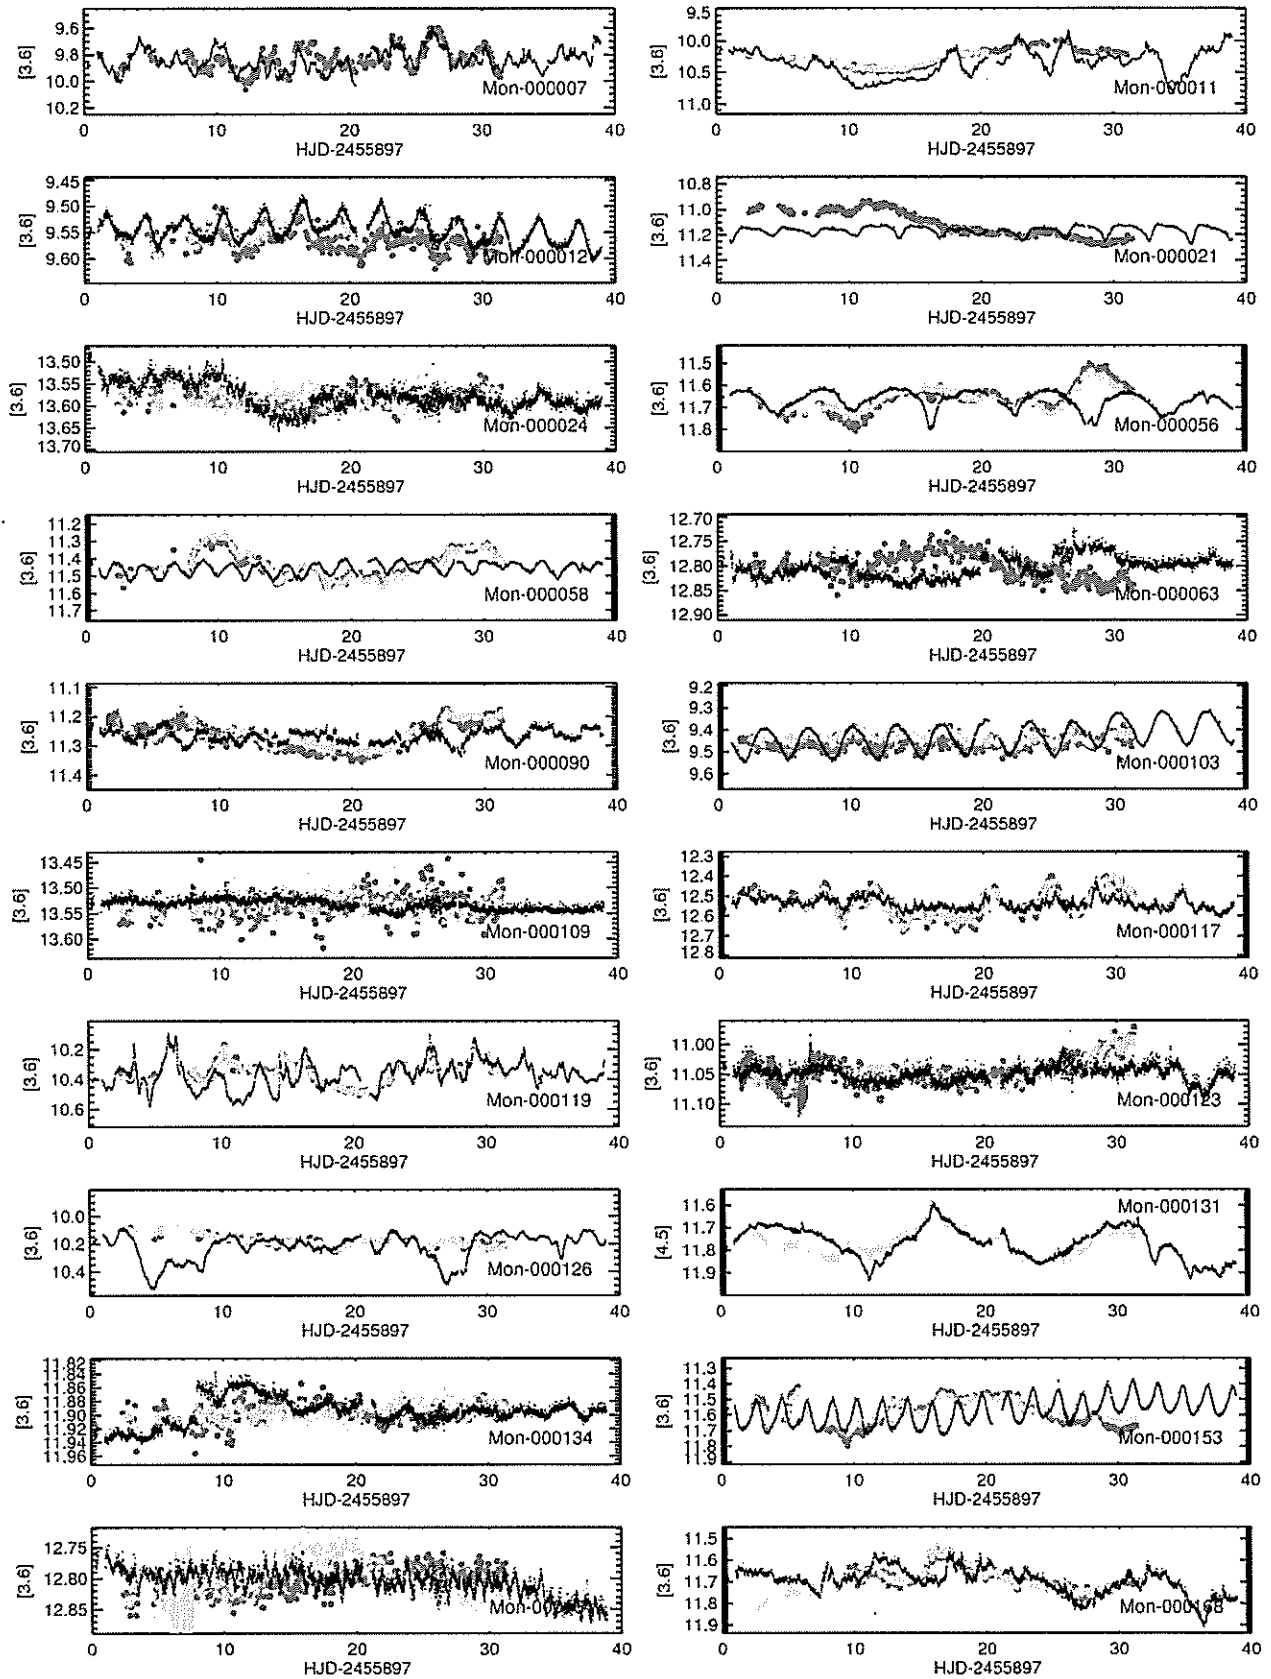 [3.6] 9.6 9.8 10.0 10.2 Mon-000007
0 10 20 30 40
HJD-2455897
[3.6] 9.5 10.0 10.5 11.0 Mon-000011
0 10 20 30 40
HJD-2455897
[3.6] 9.45 9.50 9.55 9.60 Mon-000012
0 10 20 30 40
HJD-2455897
[3.6] 10.8 11.0 11.2 11.4 Mon-000021
0 10 20 30 40
HJD-2455897
[3.6] 13.50 13.55 13.60 13.65 13.70 Mon-000024
0 10 20 30 40
HJD-2455897
[3.6] 11.5 11.6 11.7 11.8 Mon-000056
0 10 20 30 40
HJD-2455897
[3.6] 11.2 11.3 11.4 11.5 11.6 11.7 Mon-000058
0 10 20 30 40
HJD-2455897
[3.6] 12.70 12.75 12.80 12.85 12.90 Mon-000063
0 10 20 30 40
HJD-2455897
[3.6] 11.1 11.2 11.3 11.4 Mon-000090
0 10 20 30 40
HJD-2455897
[3.6] 9.2 9.3 9.4 9.5 9.6 Mon-000103
0 10 20 30 40
HJD-2455897
[3.6] 13.45 13.50 13.55 13.60 Mon-000109
0 10 20 30 40
HJD-2455897
[3.6] 12.3 12.4 12.5 12.6 12.7 12.8 Mon-000117
0 10 20 30 40
HJD-2455897
[3.6] 10.2 10.4 10.6 Mon-000119
0 10 20 30 40
HJD-2455897
[3.6] 11.00 11.05 11.10 Mon-000123
0 10 20 30 40
HJD-2455897
[3.6] 10.0 10.2 10.4 Mon-000126
0 10 20 30 40
HJD-2455897
[4.5] 11.6 11.7 11.8 11.9 Mon-000131
0 10 20 30 40
HJD-2455897
[3.6] 11.82 11.86 11.90 11.94 11.96 Mon-000134
0 10 20 30 40
HJD-2455897
[3.6] 11.3 11.4 11.5 11.6 11.7 11.8 11.9 Mon-000153
0 10 20 30 40
HJD-2455897
[3.6] 12.75 12.80 12.85
0 10 20 30 40
HJD-2455897
[3.6] 11.5 11.6 11.7 11.8 11.9 Mon-000168
0 10 20 30 40
HJD-2455897